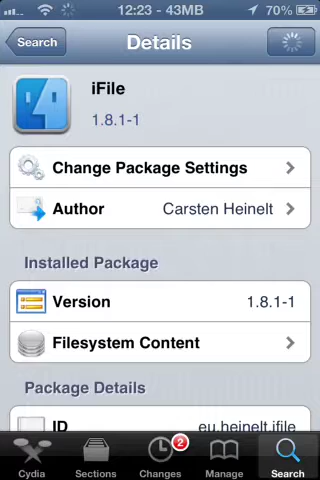 12:23 - 43MB
70%
Search
Details
iFile
1.8.1-1
Change Package Settings
Author
Carsten Heinelt
Installed Package
Version
1.8.1-1
Filesystem Content
Package Details
ID
eu.heinelt.ifile
2
Cydia
Sections
Changes
Manage
Search